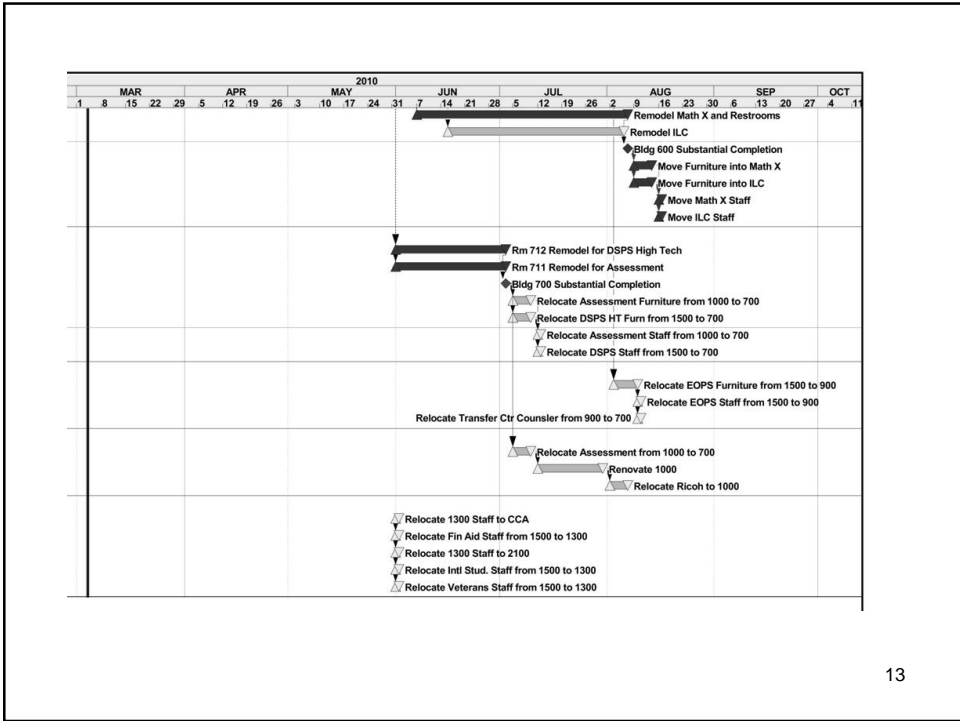 2010
MAR APR MAY JUN JUL AUG SEP OCT
1 8 15 22 29 5 12 19 26 3 10 17 24 31 7 14 21 28 5 12 19 26 2 9 16 23 30 6 13 20 27 4 11
Remodel Math X and Restrooms
Remodel ILC
Bldg 600 Substantial Completion
Move Furniture into Math X
Move Furniture into ILC
Move Math X Staff
Move ILC Staff
Rm 712 Remodel for DSPS High Tech
Rm 711 Remodel for Assessment
Bldg 700 Substantial Completion
Relocate Assessment Furniture from 1000 to 700
Relocate DSPS HT Furn from 1500 to 700
Relocate Assessment Staff from 1000 to 700
Relocate DSPS Staff from 1500 to 700
Relocate EOPS Furniture from 1500 to 900
Relocate EOPS Staff from 1500 to 900
Relocate Transfer Ctr Counsler from 900 to 700
Relocate Assessment from 1000 to 700
Renovate 1000
Relocate Ricoh to 1000
Relocate 1300 Staff to CCA
Relocate Fin Aid Staff from 1500 to 1300
Relocate 1300 Staff to 2100
Relocate Intl Stud. Staff from 1500 to 1300
Relocate Veterans Staff from 1500 to 1300
13